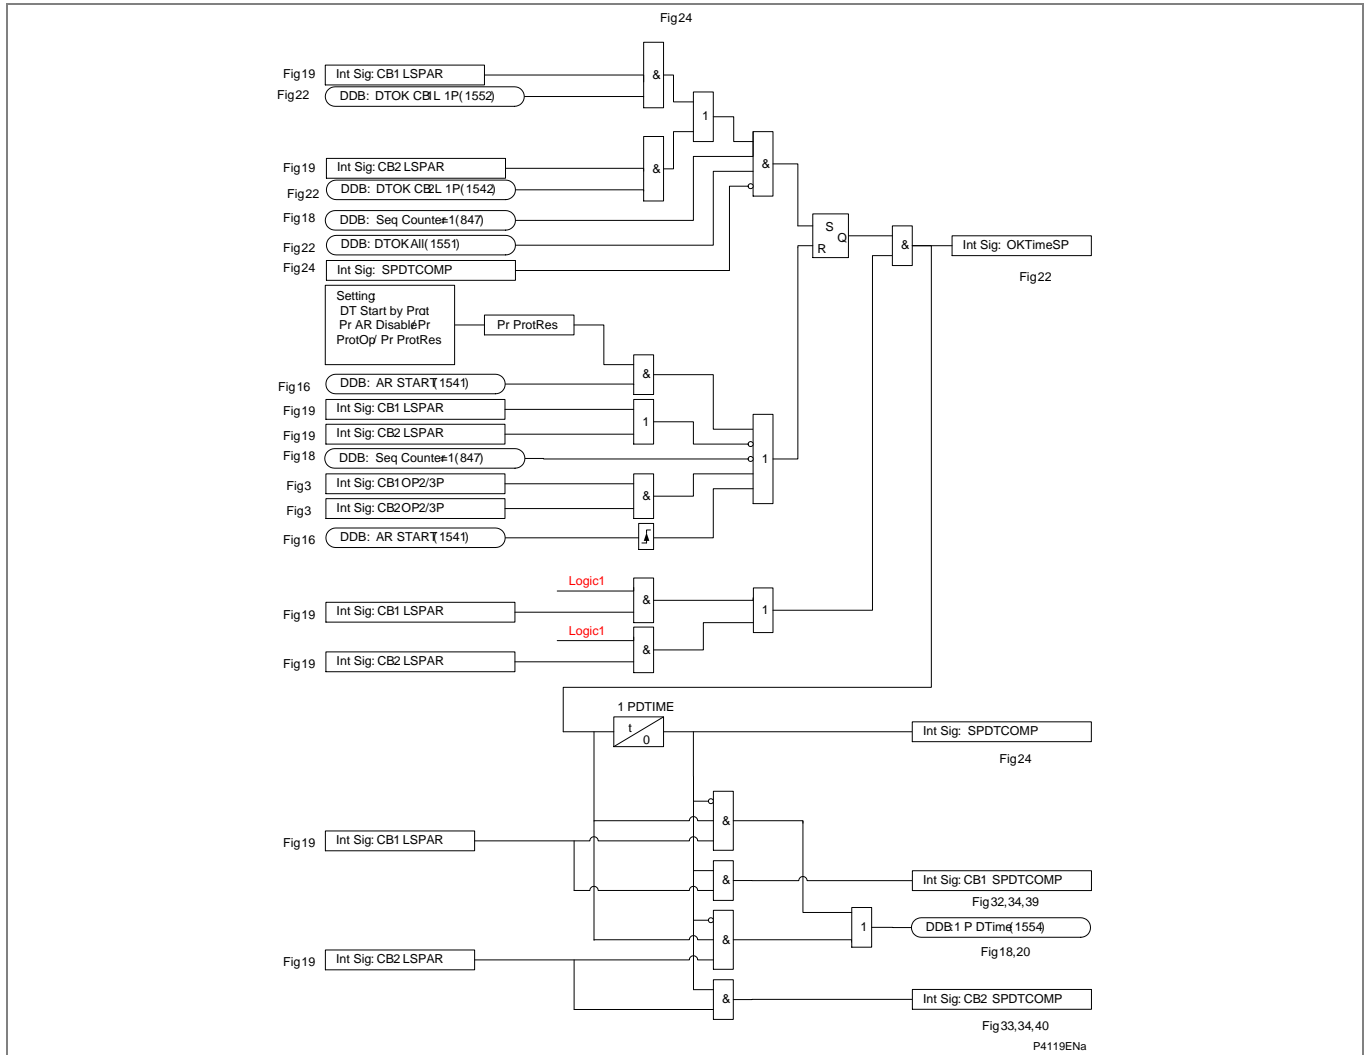 Fig24
Fig19 Int Sig: CB1 LSPAR
Fig22 DDB: DTOK CB1L 1P(1552)
&
1
Fig19 Int Sig: CB2 LSPAR
&
Fig22 DDB: DTOK CB2L 1P(1542)
&
Fig18 DDB: Seq Counter=1(847)
Fig22 DDB: DTOK All(1551)
Fig24 Int Sig: SPDTCOMP
S
Q
R
&
Int Sig: OKTimeSP
Fig22
Setting
DT Start by Prot
Pr AR Disable/Pr
ProtOp/ Pr ProtRes
Pr ProtRes
&
Fig16 DDB: AR START(1541)
Fig19 Int Sig: CB1 LSPAR
1
Fig19 Int Sig: CB2 LSPAR
Fig18 DDB: Seq Counter=1(847)
1
Fig3 Int Sig: CB1OP2/3P
&
Fig3 Int Sig: CB2OP2/3P
Fig16 DDB: AR START(1541)
Logic1
&
Fig19 Int Sig: CB1 LSPAR
1
Logic1
&
Fig19 Int Sig: CB2 LSPAR
1 PDTIME
t
0
Int Sig: SPDTCOMP
Fig24
&
Fig19 Int Sig: CB1 LSPAR
&
Int Sig: CB1 SPDTCOMP
Fig32,34,39
&
1
DDB:1 P DTime(1554)
Fig18,20
Fig19 Int Sig: CB2 LSPAR
&
Int Sig: CB2 SPDTCOMP
Fig33,34,40
P4119ENa